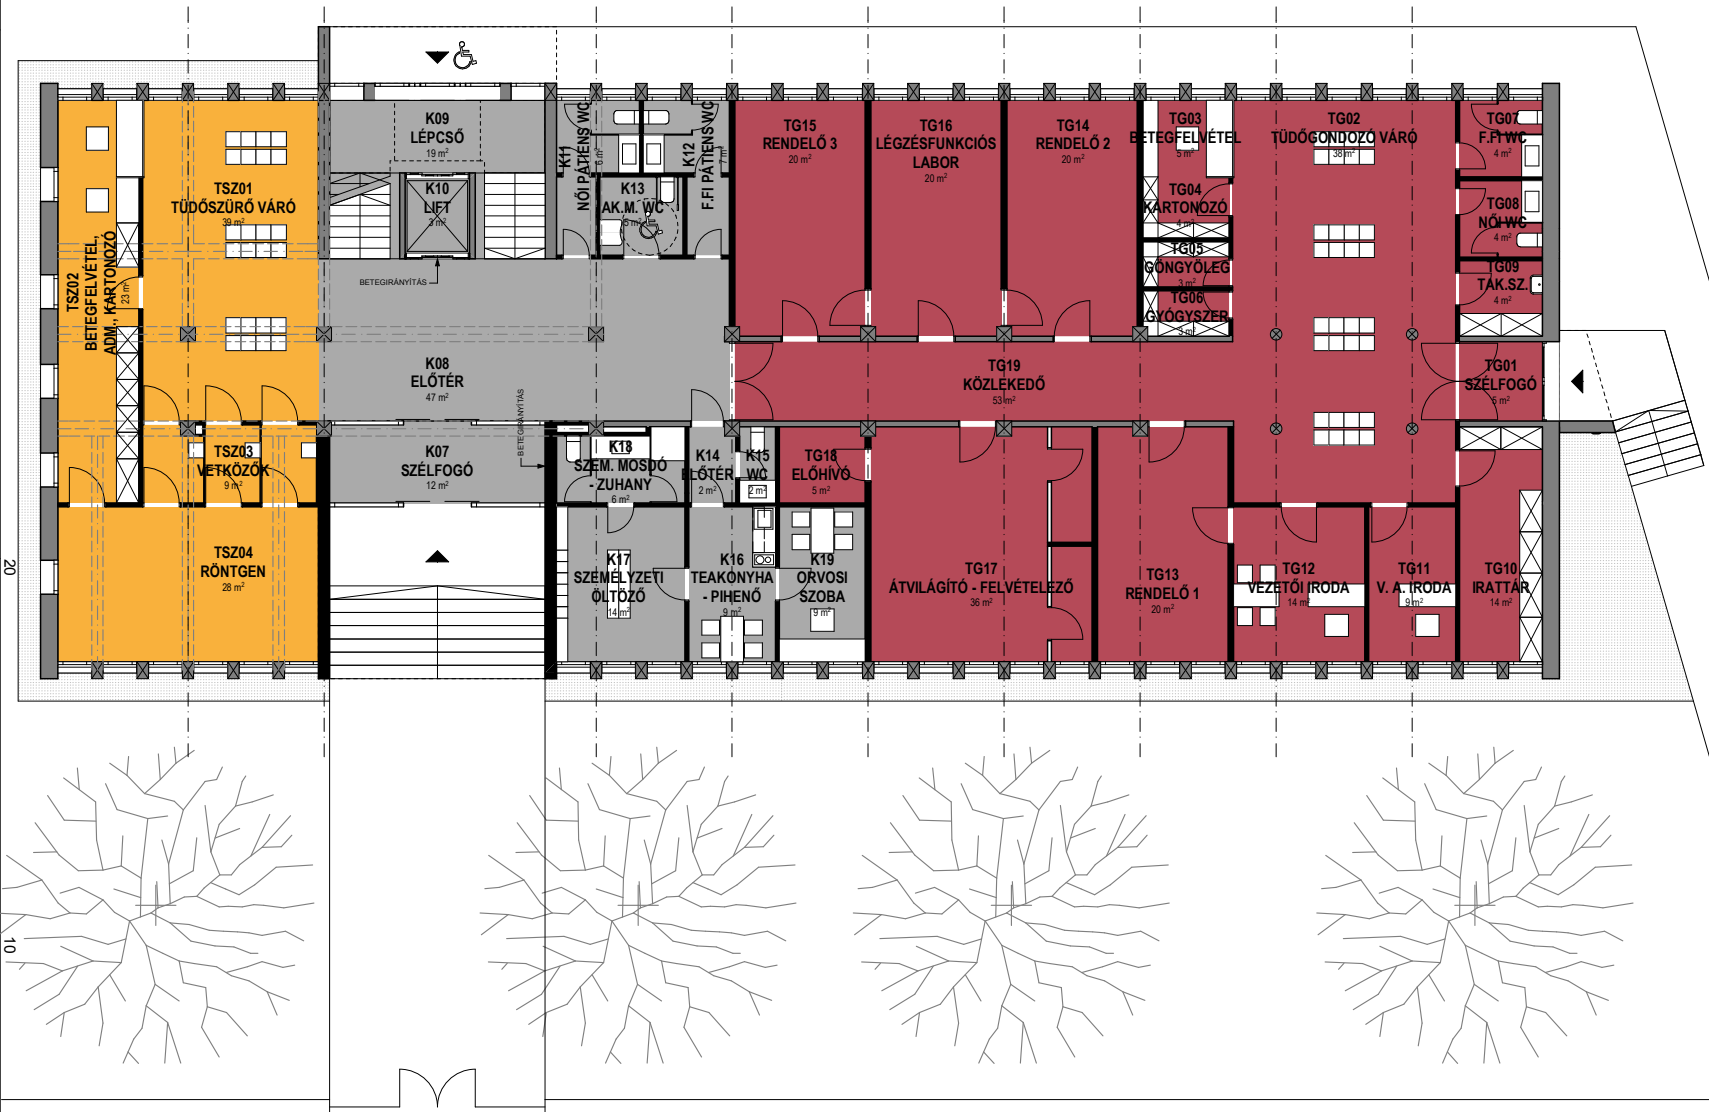 K09
LÉPCSŐ
19 m²
K10
LIFT
3 m²
BETEGIRÁNYÍTÁS
TSZ01
TÜDŐSZŰRŐ VÁRÓ
39 m²
TSZ02
BETEGFELVÉTEL,
ADM., KARTONOZÓ
23 m²
TSZ03
VETKŐZŐK
9 m²
TSZ04
RÖNTGEN
28 m²
K08
ELŐTÉR
47 m²
K07
SZÉLFOGÓ
12 m²
BETEGIRÁNYÍTÁS
K11
NŐI PÁTIENS WC
6 m²
K12
F.FI PÁTIENS WC
7 m²
K13
AK.M. WC
5 m²
K18
SZEM. MOSDÓ
- ZUHANY
6 m²
K14
ELŐTÉR
2 m²
K15
WC
2 m²
K17
SZEMÉLYZETI
ÖLTÖZŐ
14 m²
K16
TEAKONYHA
- PIHENŐ
9 m²
K19
ORVOSI
SZOBA
9 m²
TG15
RENDELŐ 3
20 m²
TG16
LÉGZÉSFUNKCIÓS
LABOR
20 m²
TG14
RENDELŐ 2
20 m²
TG03
BETEGFELVÉTEL
5 m²
TG04
KARTONOZÓ
4 m²
TG05
GÖNGYÖLEG
3 m²
TG06
GYÓGYSZER
3 m²
TG02
TÜDŐGONDOZÓ VÁRÓ
38 m²
TG07
F.FI WC
4 m²
TG08
NŐI WC
4 m²
TG09
TAK.SZ.
4 m²
TG19
KÖZLEKEDŐ
53 m²
TG01
SZÉLFOGÓ
5 m²
TG18
ELŐHÍVÓ
5 m²
TG17
ÁTVILÁGÍTÓ - FELVÉTELEZŐ
36 m²
TG13
RENDELŐ 1
20 m²
TG12
VEZETŐI IRODA
14 m²
TG11
V. A. IRODA
9 m²
TG10
IRATTÁR
14 m²
20
10